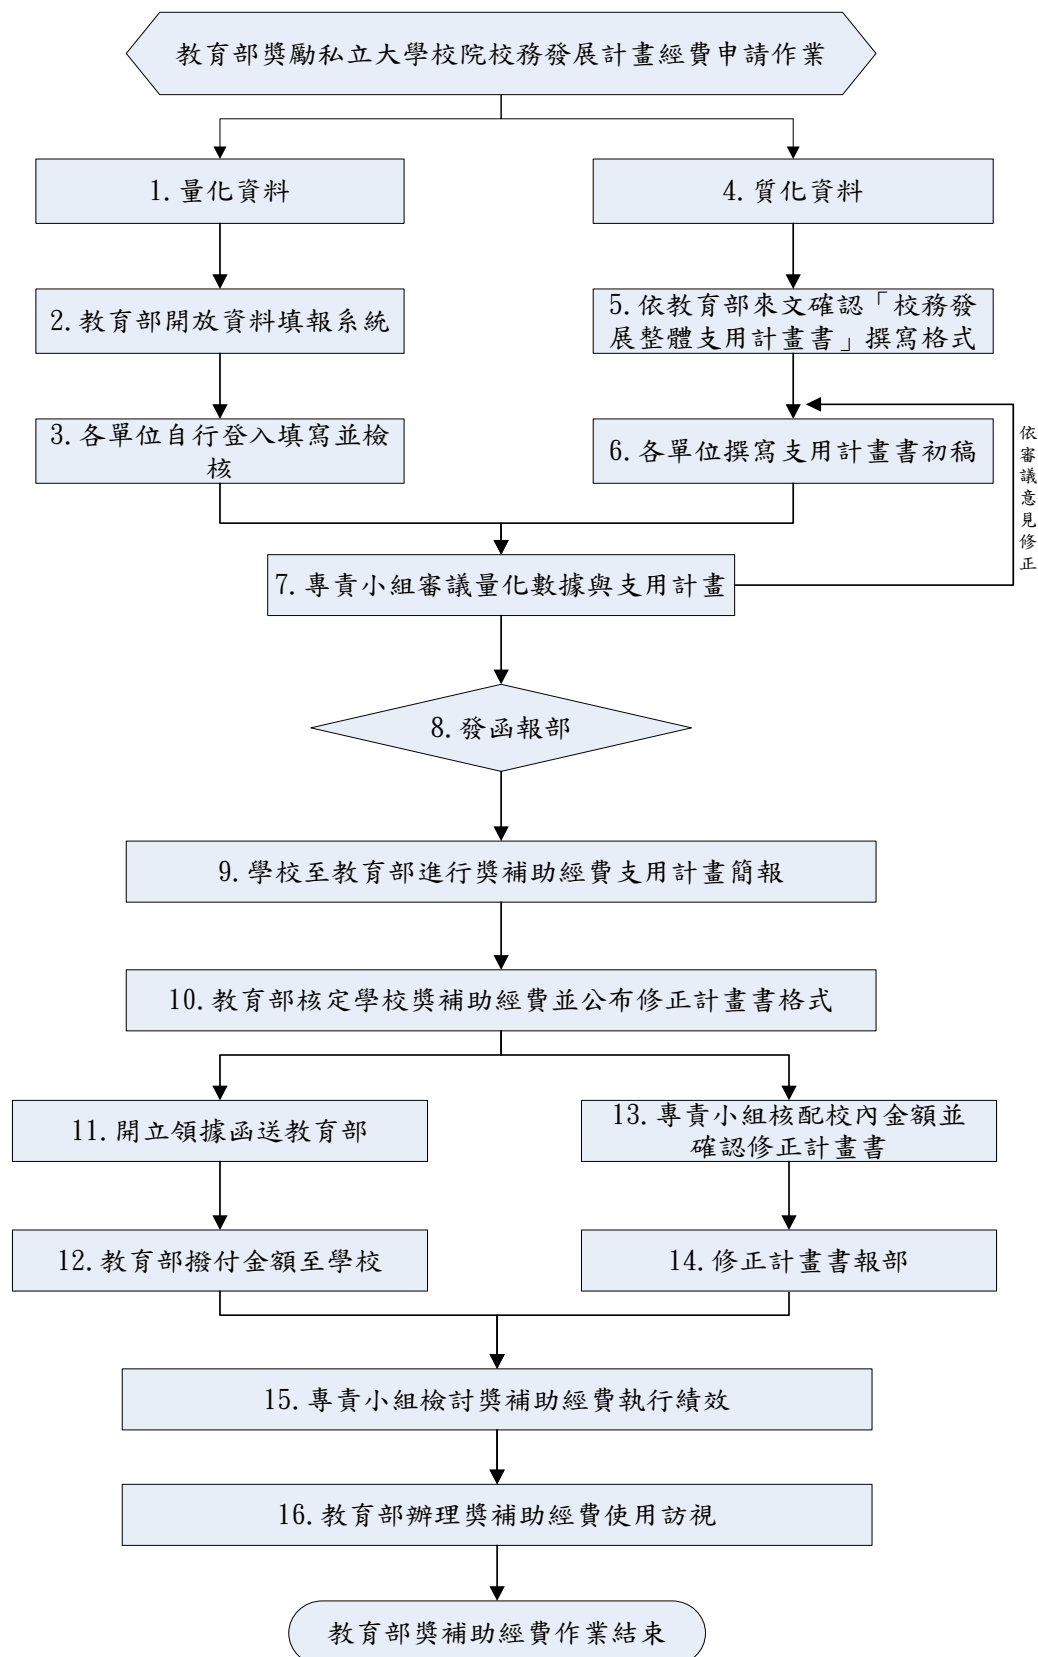 教育部獎勵私立大學校院校務發展計畫經費申請作業
1.量化資料
2.教育部開放資料填報系統
3.各單位自行登入填寫並檢
核
4.質化資料
5.依教育部來文確認「校務發
展整體支用計畫書」撰寫格式
6.各單位撰寫支用計畫書初稿
依審議意見修正
7.專責小組審議量化數據與支用計畫
8.發函報部
9.學校至教育部進行獎補助經費支用計畫簡報
10.教育部核定學校獎補助經費並公布修正計畫書格式
11.開立領據函送教育部
12.教育部撥付金額至學校
13.專責小組核配校內金額並
確認修正計畫書
14.修正計畫書報部
15.專責小組檢討獎補助經費執行績效
16.教育部辦理獎補助經費使用訪視
教育部獎補助經費作業結束